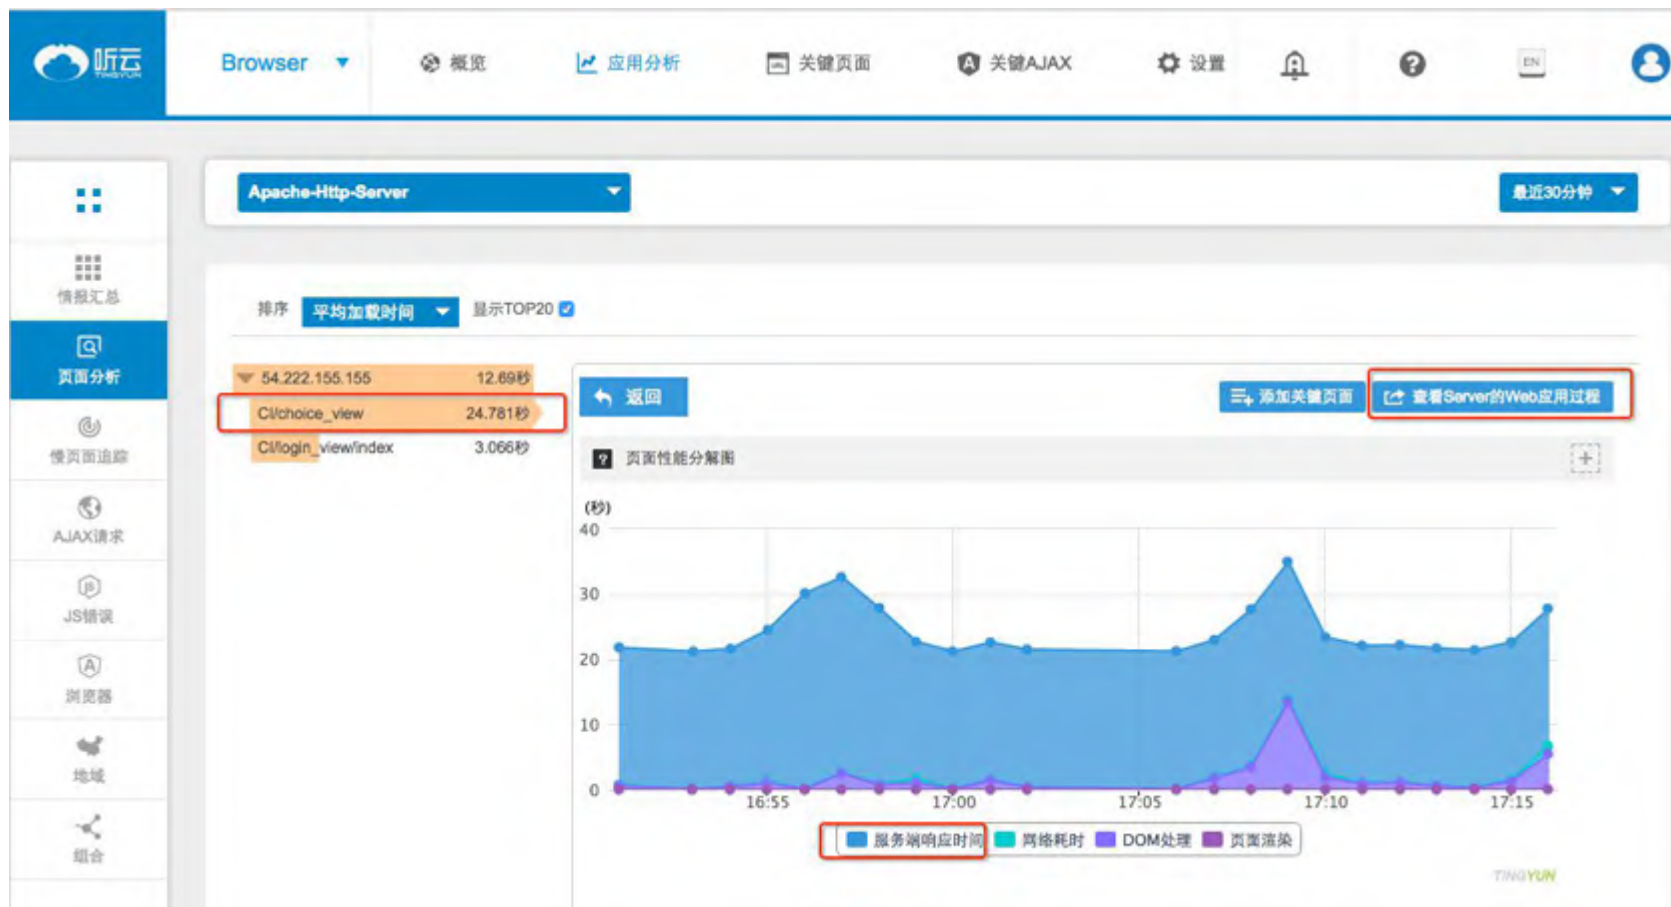 听云
TINGYUN
Browser
概览
应用分析
关键页面
关键AJAX
设置
EN
Apache-Http-Server
最近30分钟
情报汇总
页面分析
慢页面追踪
AJAX请求
JS错误
浏览器
地域
组合
排序 平均加载时间 显示TOP20
54.222.155.155 12.69秒
CI/choice_view 24.781秒
CI/login_view/index 3.066秒
返回
添加关键页面
查看Server的Web应用过程
? 页面性能分解图
(秒)
40
30
20
10
0
16:55 17:00 17:05 17:10 17:15
服务端响应时间 网络耗时 DOM处理 页面渲染
TINGYUN